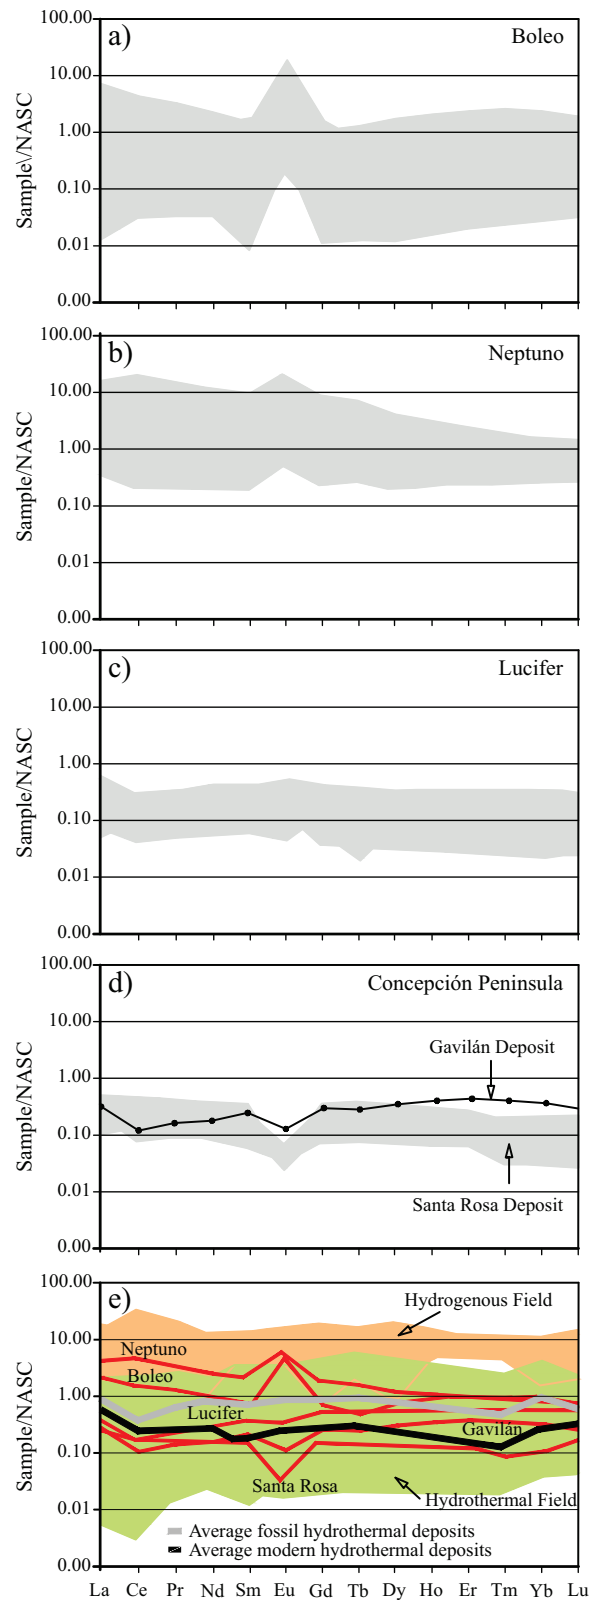 a)
Boleo
100.00
10.00
1.00
0.10
0.01
0.00
Sample\/NASC
b)
Neptuno
100.00
10.00
1.00
0.10
0.01
0.00
Sample/NASC
c)
Lucifer
100.00
10.00
1.00
0.10
0.01
0.00
Sample/NASC
d)
Concepción Peninsula
100.00
10.00
1.00
0.10
0.01
0.00
Sample/NASC
Gavilán Deposit
Santa Rosa Deposit
e)
100.00
10.00
1.00
0.10
0.01
0.00
Sample/NASC
Hydrogenous Field
Neptuno
Boleo
Lucifer
Gavilán
Santa Rosa
Hydrothermal Field
Average fossil hydrothermal deposits
Average modern hydrothermal deposits
La Ce Pr Nd Sm Eu Gd Tb Dy Ho Er Tm Yb Lu